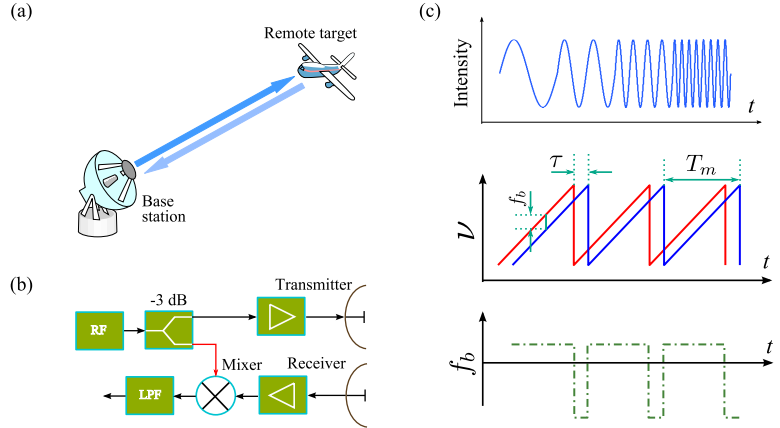 (a)
Remote target
Base
station
(b)
Transmitter
-3 dB
RF
Mixer
Receiver
LPF
(c)
Intensity
t
τ
T_m
f_b
ν
t
f_b
t